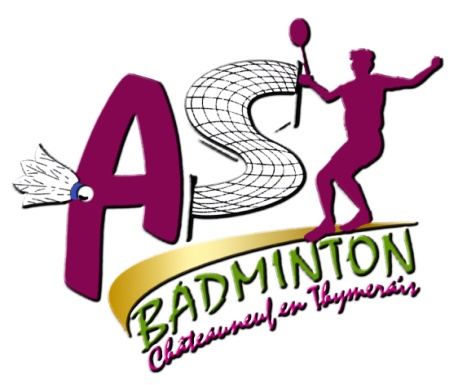 AS
BADMINTON
Châteauneuf en Thymerais